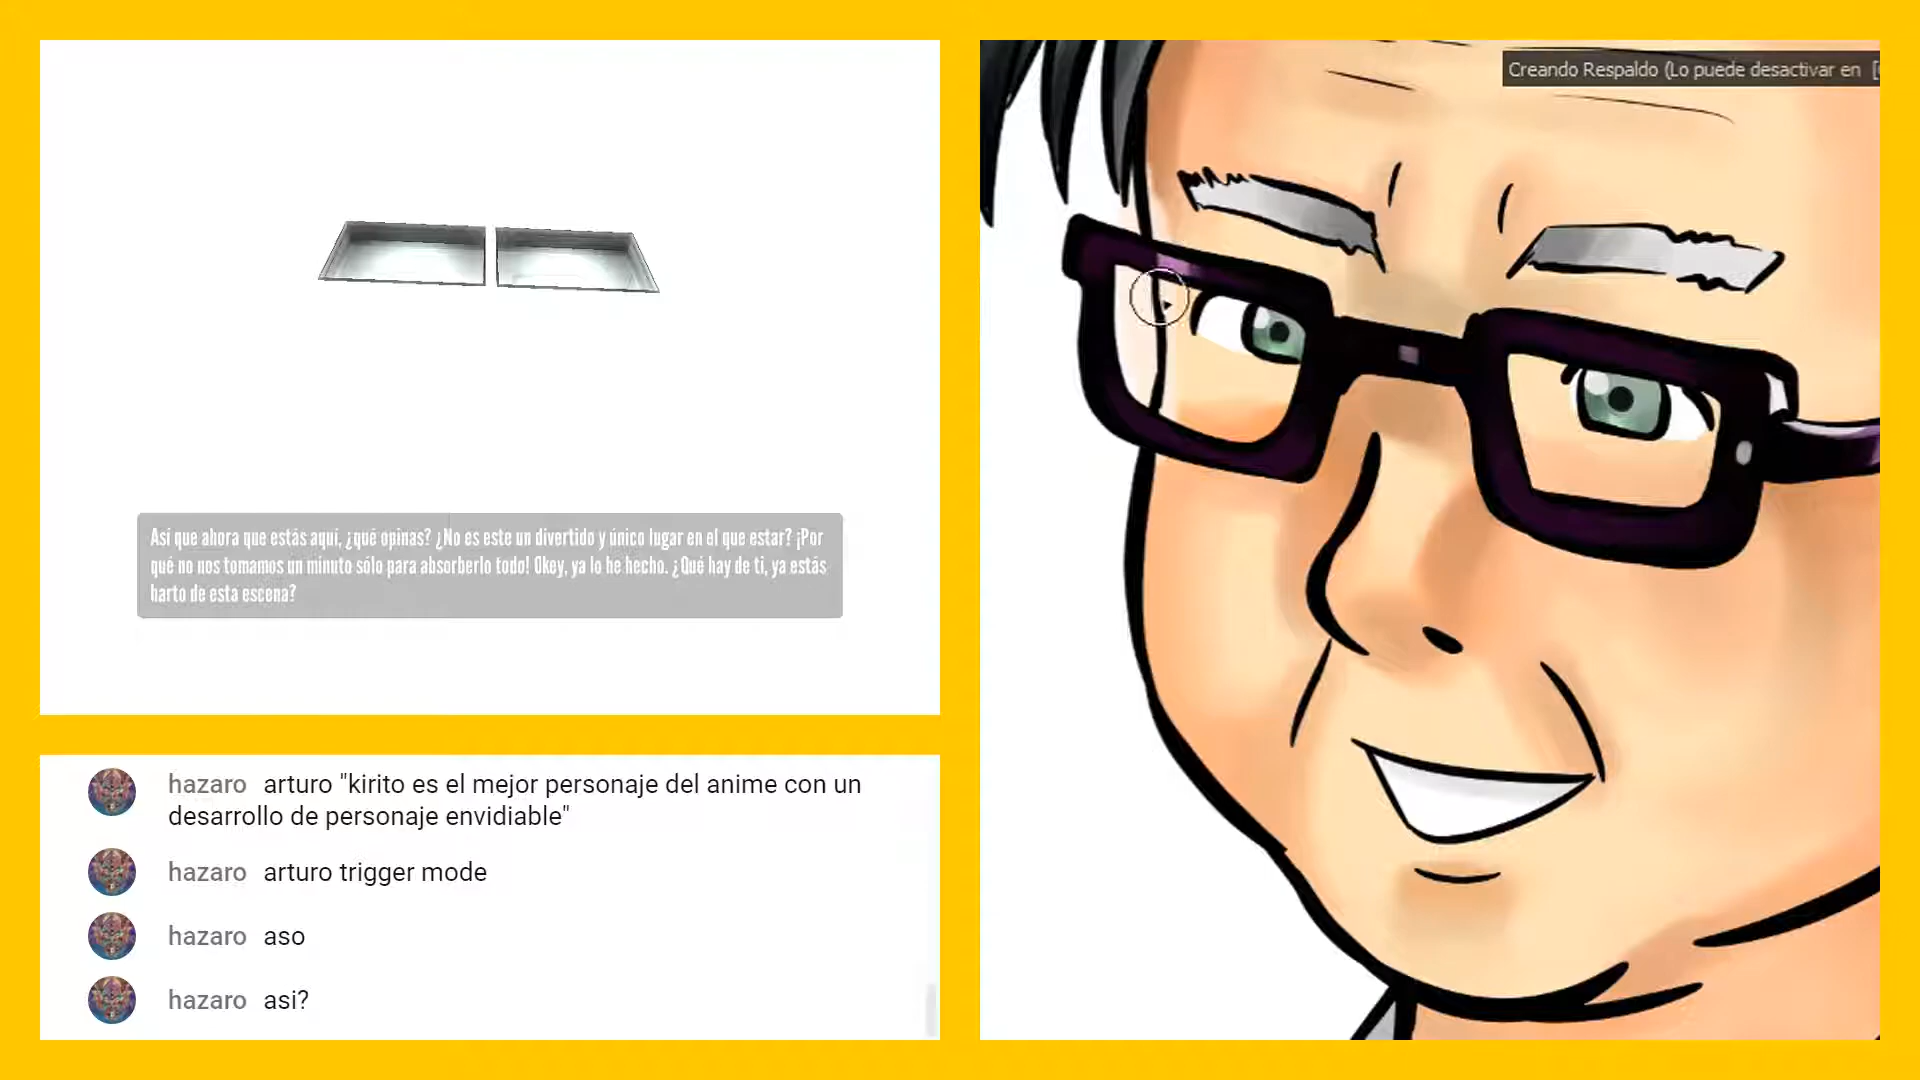 Creando Respaldo (Lo puede desactivar en [
Así que ahora que estás aquí, ¿qué opinas? ¿No es este un divertido y único lugar en el que estar? ¡Por
qué no nos tomamos un minuto sólo para absorberlo todo! Okey, ya lo he hecho. ¿Qué hay de ti, ya estás
harto de esta escena?
hazaro arturo "kirito es el mejor personaje del anime con un
desarrollo de personaje envidiable"
hazaro arturo trigger mode
hazaro aso
hazaro asi?